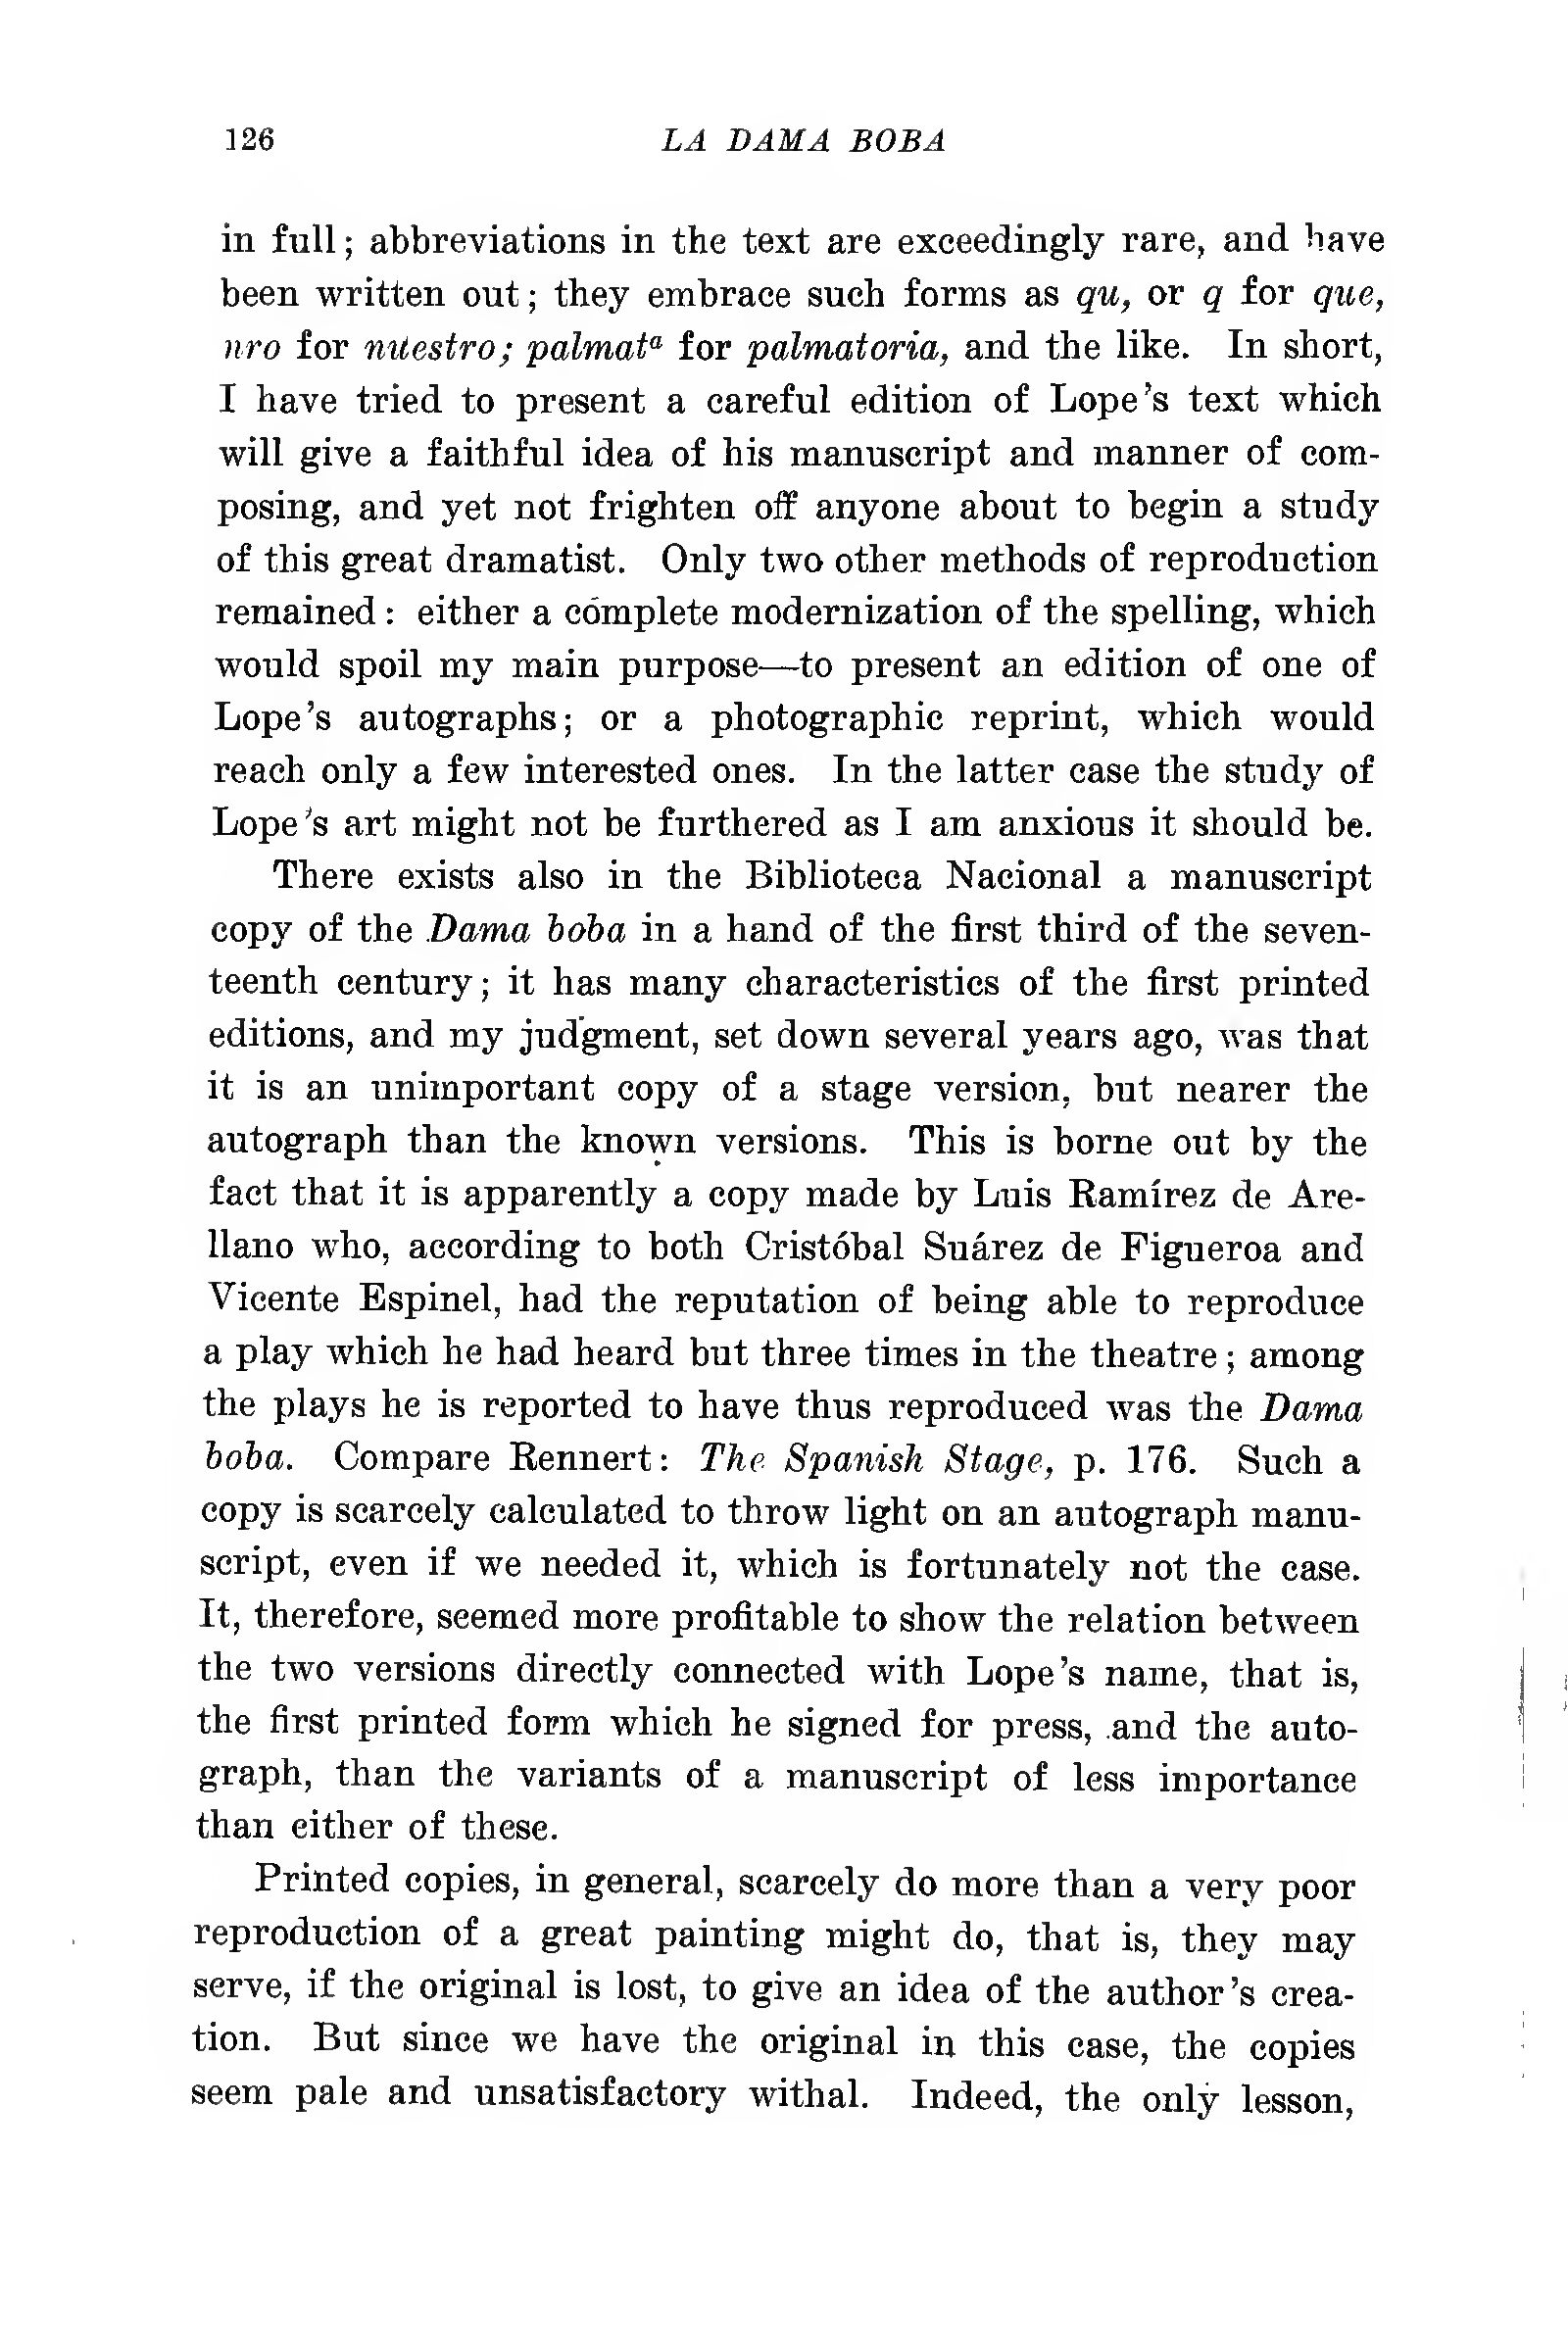 126 LA DAMA BOBA
in full; abbreviations in the text are exceedingly rare, and have
been written out; they embrace such forms as qu, or q for que,
nro for nuestro; palmatª for palmatoria, and the like. In short,
I have tried to present a careful edition of Lope's text which
will give a faithful idea of his manuscript and manner of com-
posing, and yet not frighten off anyone about to begin a study
of this great dramatist. Only two other methods of reproduction
remained: either a complete modernization of the spelling, which
would spoil my main purpose—to present an edition of one of
Lope's autographs; or a photographic reprint, which would
reach only a few interested ones. In the latter case the study of
Lope's art might not be furthered as I am anxious it should be.
There exists also in the Biblioteca Nacional a manuscript
copy of the Dama boba in a hand of the first third of the seven-
teenth century; it has many characteristics of the first printed
editions, and my judgment, set down several years ago, was that
it is an unimportant copy of a stage version, but nearer the
autograph than the known versions. This is borne out by the
fact that it is apparently a copy made by Luis Ramírez de Are-
llano who, according to both Cristóbal Suárez de Figueroa and
Vicente Espinel, had the reputation of being able to reproduce
a play which he had heard but three times in the theatre; among
the plays he is reported to have thus reproduced was the Dama
boba. Compare Rennert: The Spanish Stage, p. 176. Such a
copy is scarcely calculated to throw light on an autograph manu-
script, even if we needed it, which is fortunately not the case.
It, therefore, seemed more profitable to show the relation between
the two versions directly connected with Lope's name, that is,
the first printed form which he signed for press, and the auto-
graph, than the variants of a manuscript of less importance
than either of these.
Printed copies, in general, scarcely do more than a very poor
reproduction of a great painting might do, that is, they may
serve, if the original is lost, to give an idea of the author's crea-
tion. But since we have the original in this case, the copies
seem pale and unsatisfactory withal. Indeed, the only lesson,